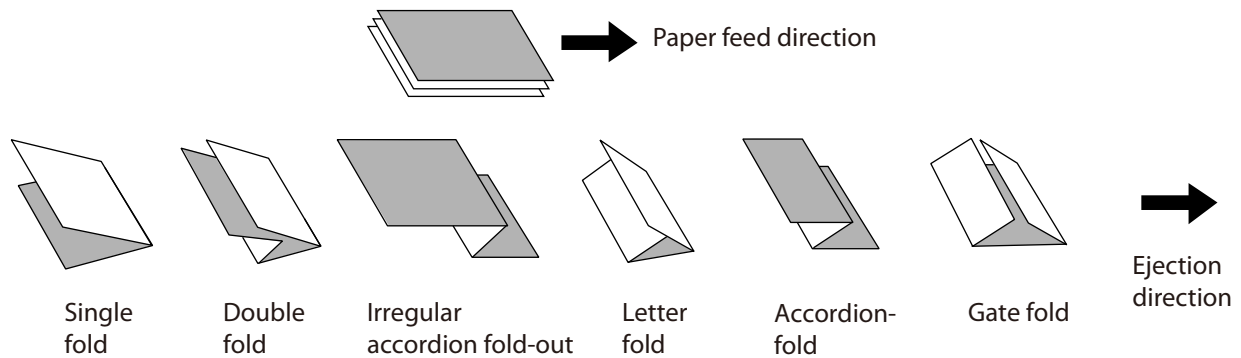 Paper feed direction
Single
fold
Double
fold
Irregular
accordion fold-out
Letter
fold
Accordion-
fold
Gate fold
Ejection
direction